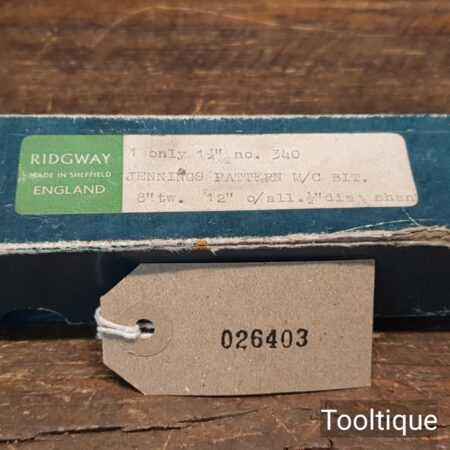 RIDGWAY
MADE IN SHEFFIELD
ENGLAND
1 only 1½" no. 340
JENNINGS PATTERN M/C BIT.
8"tw. 12" o/all.½"dia shan
026403
Tooltique